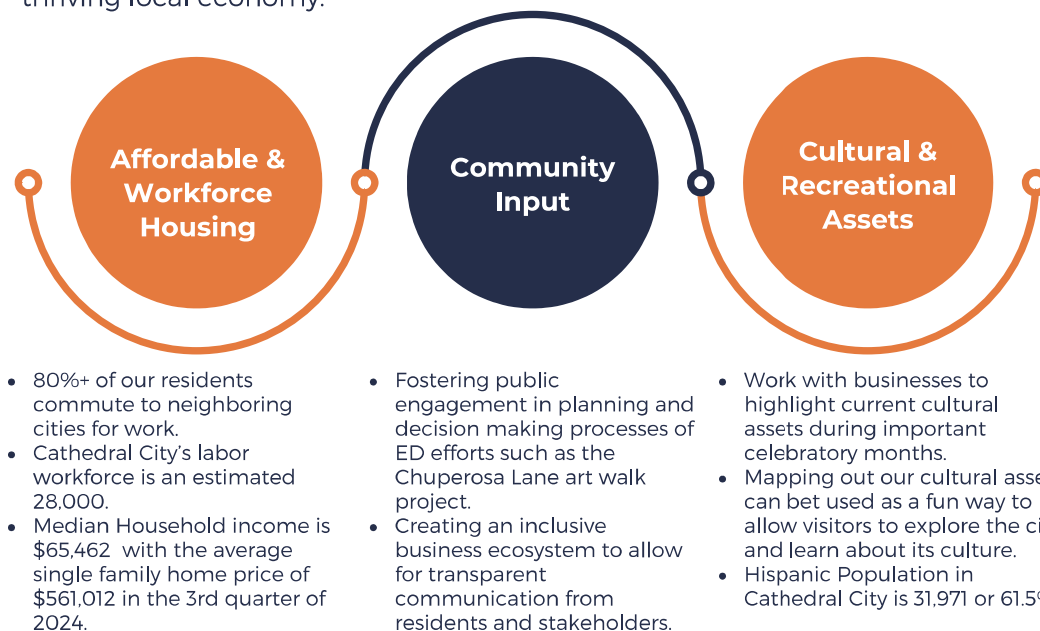 thriving local economy.
Affordable &
Workforce
Housing
Community
Input
Cultural &
Recreational
Assets
• 80%+ of our residents
commute to neighboring
cities for work.
• Cathedral City's labor
workforce is an estimated
28,000.
• Median Household income is
$65,462 with the average
single family home price of
$561,012 in the 3rd quarter of
2024.
• Fostering public
engagement in planning and
decision making processes of
ED efforts such as the
Chuperosa Lane art walk
project.
• Creating an inclusive
business ecosystem to allow
for transparent
communication from
residents and stakeholders.
• Work with businesses to
highlight current cultural
assets during important
celebratory months.
• Mapping out our cultural
can bet used as a fun way to
allow visitors to explore the
and learn about its culture.
• Hispanic Population in
Cathedral City is 31,971 or 61.5%